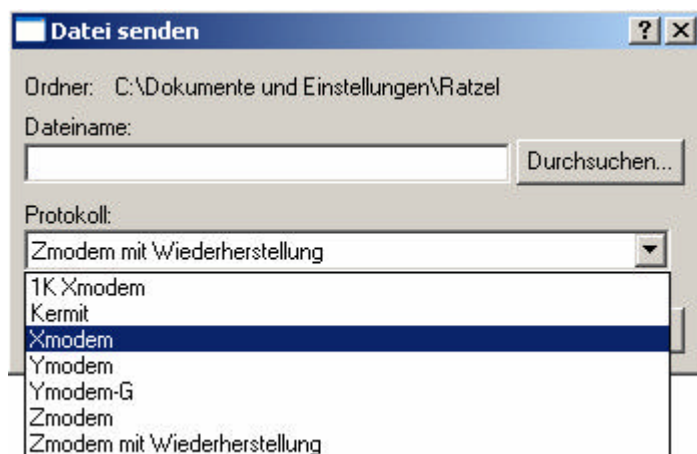 Datei senden
Ordner: C:\Dokumente und Einstellungen\Ratzel
Dateiname:
Durchsuchen...
Protokoll:
Zmodem mit Wiederherstellung
1K Xmodem
Kermit
Xmodem
Ymodem
Ymodem-G
Zmodem
Zmodem mit Wiederherstellung